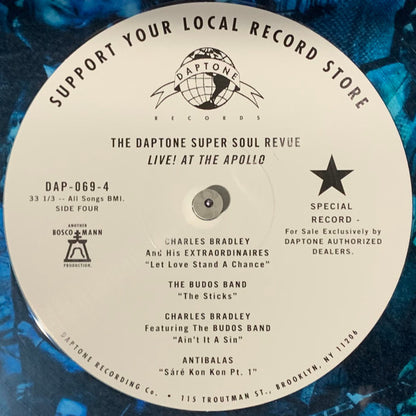 SUPPORT YOUR LOCAL RECORD STORE
DAPTONE
RECORDS
THE DAPTONE SUPER SOUL REVUE
LIVE! AT THE APOLLO
DAP-069-4
33 1/3 -- All Songs BMI.
SIDE FOUR
ANOTHER
BOSCO MANN
PRODUCTION.
SPECIAL
RECORD -
For Sale Exclusively by
DAPTONE AUTHORIZED
DEALERS.
CHARLES BRADLEY
And His EXTRAORDINAIRES
"Let Love Stand A Chance"
THE BUDOS BAND
"The Sticks"
CHARLES BRADLEY
Featuring The BUDOS BAND
"Ain't It A Sin"
ANTIBALAS
"Sáré Kon Kon Pt. 1"
DAPTONE RECORDING Co. • 115 TROUTMAN ST., BROOKLYN, NY 11206